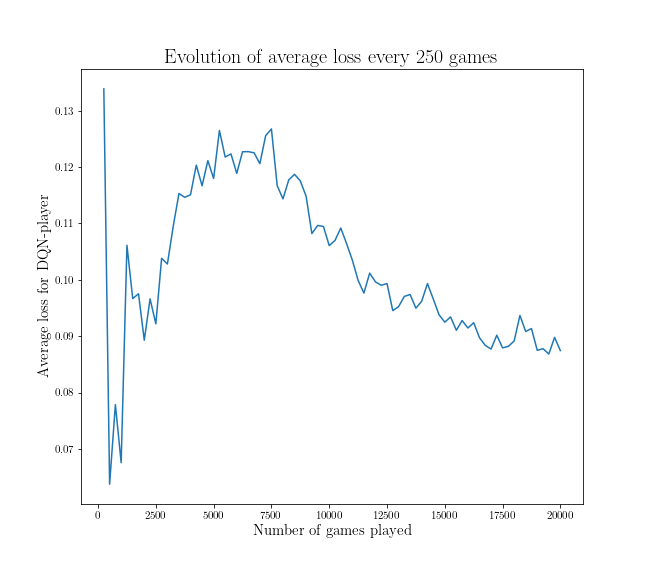 Evolution of average loss every 250 games
0.13
0.12
0.11
0.10
0.09
0.08
0.07
Average loss for DQN-player
0 2500 5000 7500 10000 12500 15000 17500 20000
Number of games played